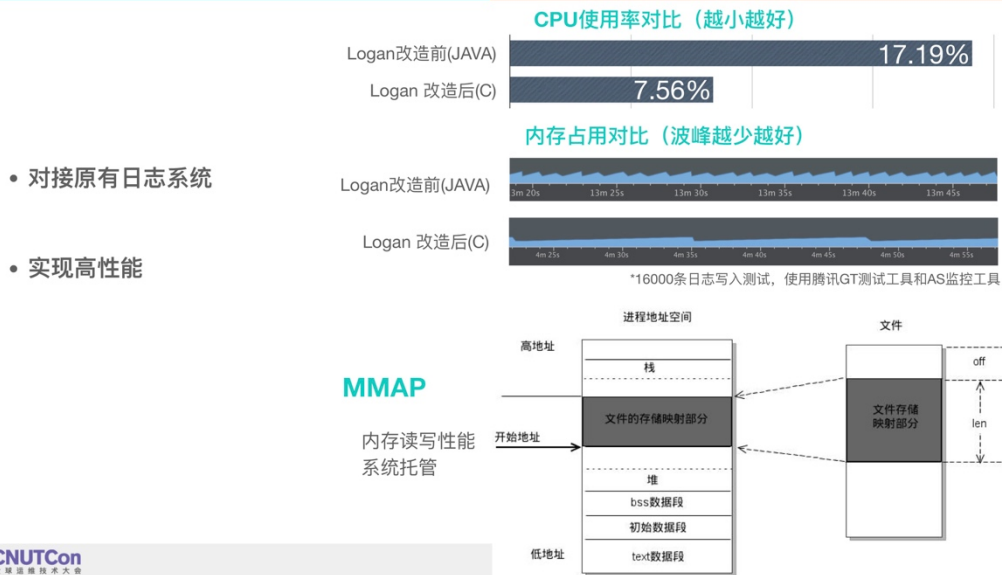 CPU使用率对比（越小越好）
Logan改造前(JAVA)
17.19%
Logan 改造后(C)
7.56%
内存占用对比（波峰越少越好）
• 对接原有日志系统
Logan改造前(JAVA)
3m 20s 13m 25s 13m 30s 13m 35s 13m 40s 13m 45s
Logan 改造后(C)
4m 25s 4m 30s 4m 35s 4m 40s 4m 45s 4m 50s 4m 55s
• 实现高性能
*16000条日志写入测试，使用腾讯GT测试工具和AS监控工具
进程地址空间
文件
高地址
栈
off
MMAP
文件的存储映射部分
文件存储
映射部分
len
开始地址
内存读写性能
系统托管
堆
bss数据段
初始数据段
低地址
text数据段
CNUTCon
球运维技术大会